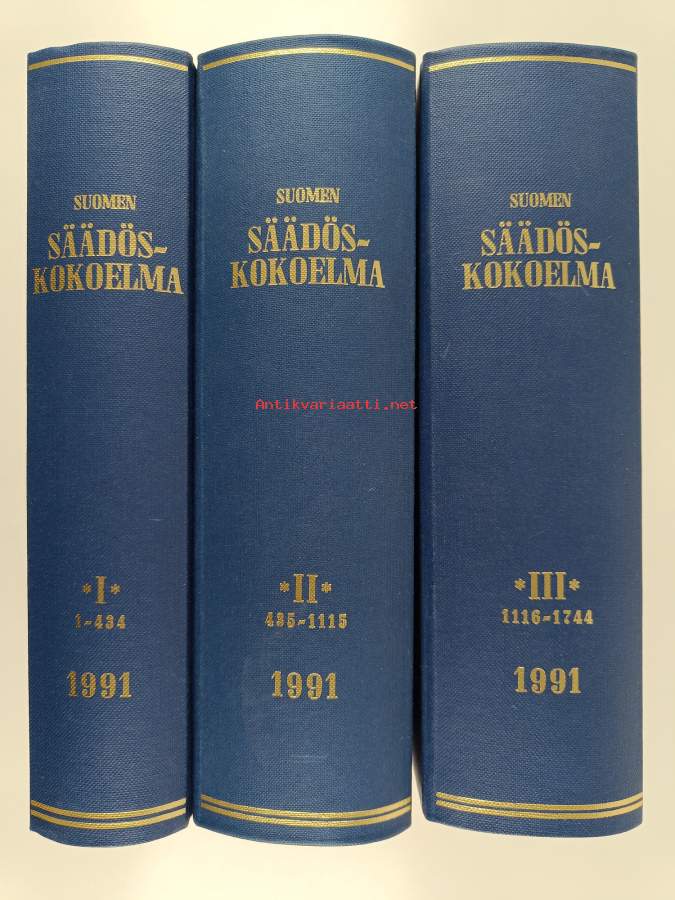 SUOMEN
SÄÄDÖS-
KOKOELMA
*I*
1-434
1991
SUOMEN
SÄÄDÖS-
KOKOELMA
*II*
435-1115
1991
SUOMEN
SÄÄDÖS-
KOKOELMA
*III*
1116-1744
1991
Antikvariaatti.net